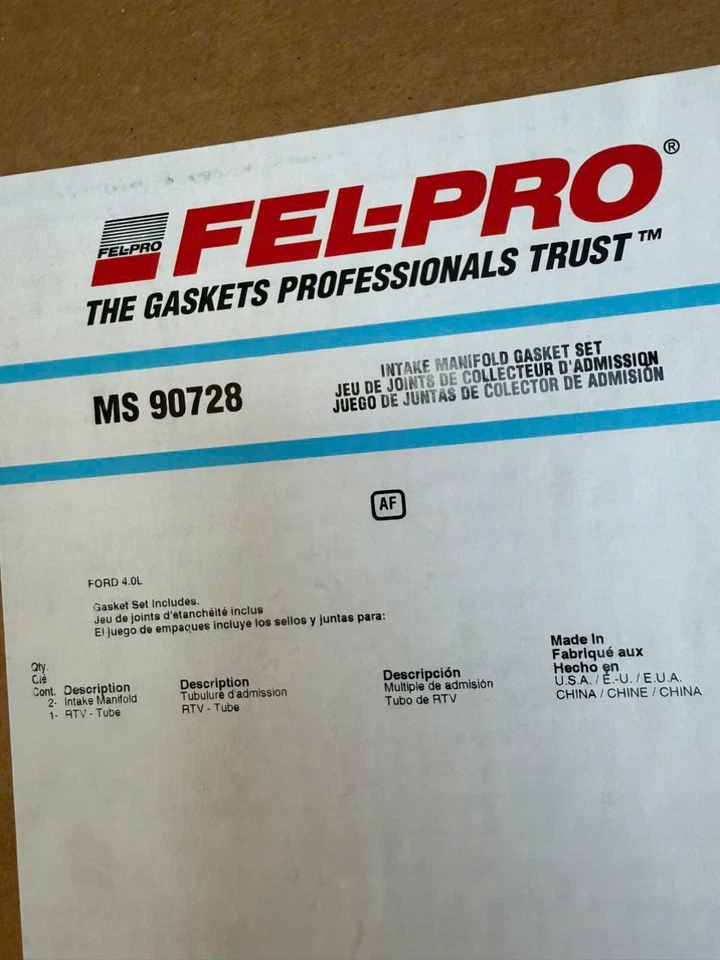 FEL-PRO
FEL-PRO®
THE GASKETS PROFESSIONALS TRUST™
MS 90728
INTAKE MANIFOLD GASKET SET
JEU DE JOINTS DE COLLECTEUR D'ADMISSION
JUEGO DE JUNTAS DE COLECTOR DE ADMISIÓN
AF
FORD 4.0L
Gasket Set Includes.
Jeu de joints d'étanchéité inclus
El juego de empaques incluye los sellos y juntas para:
Qty.
Clé
Cont. Description Description Descripción
2- Intake Manifold Tubulure d'admission Multiple de admisión
1- RTV - Tube RTV - Tube Tubo de RTV
Made In
Fabriqué aux
Hecho en
U.S.A. / É.-U. / E.U.A.
CHINA / CHINE / CHINA